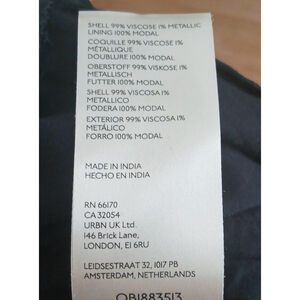 SHELL 99% VISCOSE 1% METALLIC
LINING 100% MODAL
COQUILLE 99% VISCOSE 1%
MÉTALLIQUE
DOUBLURE 100% MODAL
OBERSTOFF 99% VISKOSE 1%
METALLISCH
FUTTER 100% MODAL
SHELL 99% VISCOSA 1%
METALLICO
FODERA 100% MODAL
EXTERIOR 99% VISCOSA 1%
METÁLICO
FORRO 100% MODAL
MADE IN INDIA
HECHO EN INDIA
RN 66170
CA 32054
URBN UK Ltd.
146 Brick Lane,
LONDON, E1 6RU
LEIDSESTRAAT 32, 1017 PB
AMSTERDAM, NETHERLANDS
OB1883513